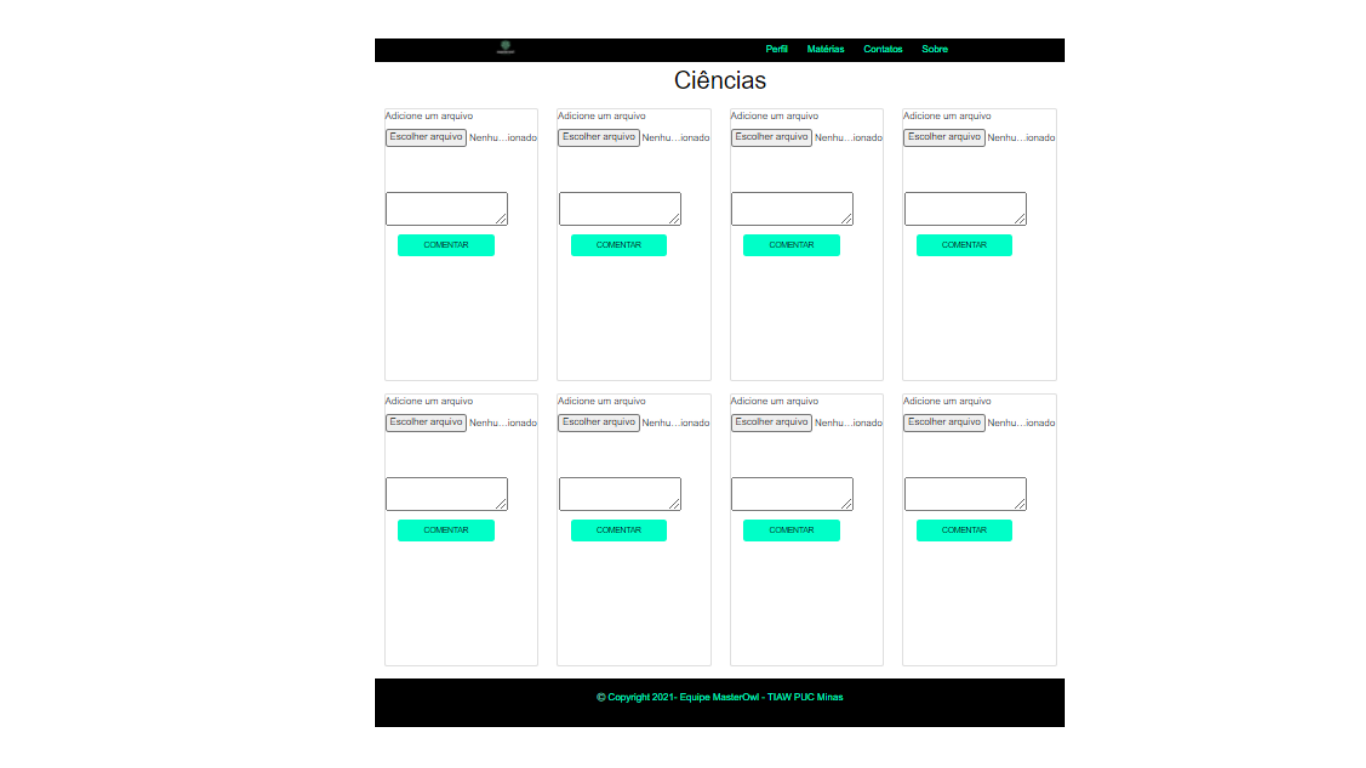 Perfil Matérias Contatos Sobre
Ciências
Adicione um arquivo Adicione um arquivo Adicione um arquivo Adicione um arquivo
Escolher arquivo Nenhu...ionado Escolher arquivo Nenhu...ionado Escolher arquivo Nenhu...ionado Escolher arquivo Nenhu...ionado
COMENTAR COMENTAR COMENTAR COMENTAR
Adicione um arquivo Adicione um arquivo Adicione um arquivo Adicione um arquivo
Escolher arquivo Nenhu...ionado Escolher arquivo Nenhu...ionado Escolher arquivo Nenhu...ionado Escolher arquivo Nenhu...ionado
COMENTAR COMENTAR COMENTAR COMENTAR
© Copyright 2021- Equipe MasterOwl - TIAW PUC Minas